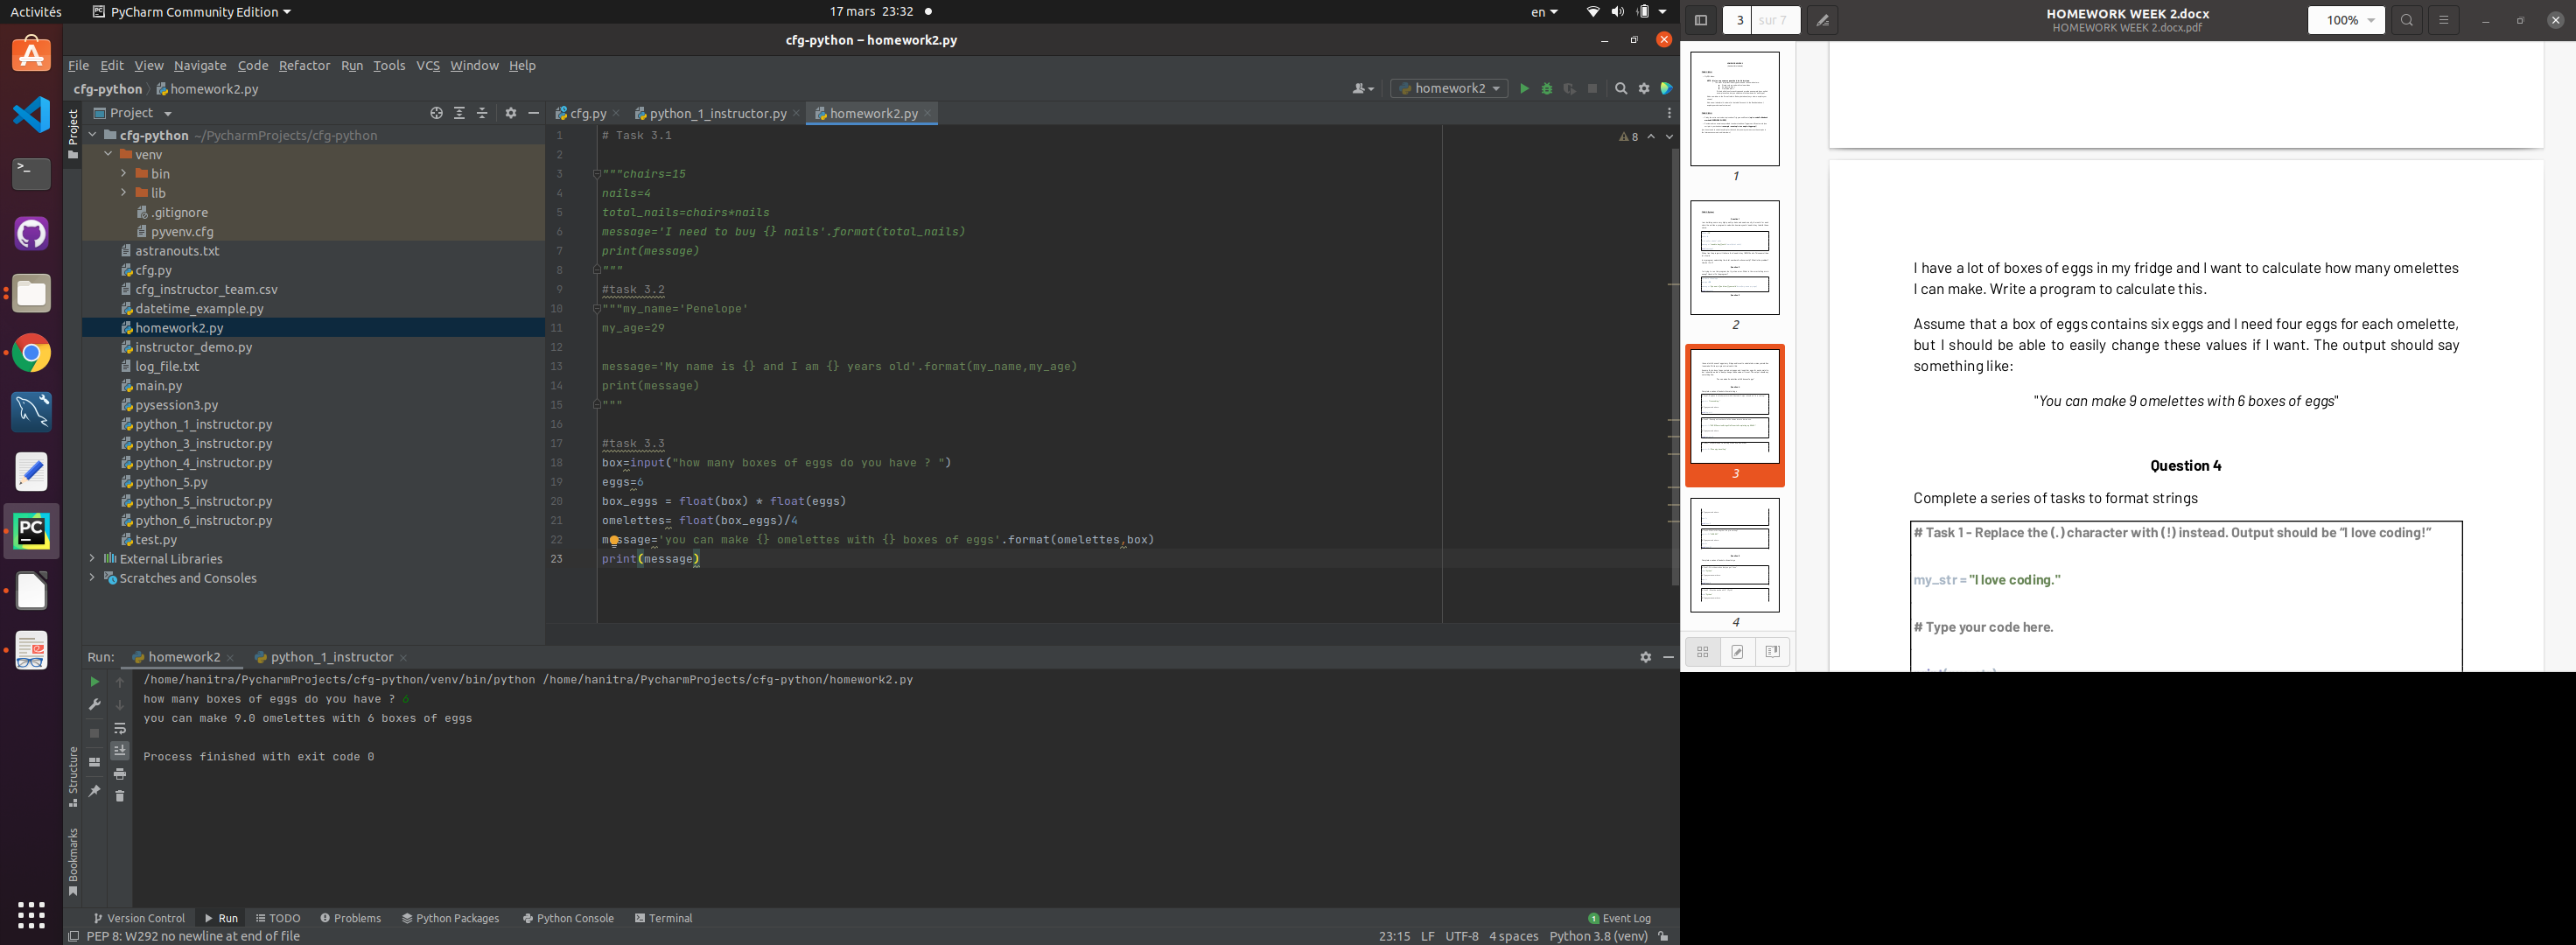 Activités
PyCharm Community Edition
17 mars 23:32
en
cfg-python – homework2.py
File Edit View Navigate Code Refactor Run Tools VCS Window Help
cfg-python homework2.py
homework2
Project
cfg.py
python_1_instructor.py
homework2.py
Project
cfg-python ~/PycharmProjects/cfg-python
venv
bin
lib
.gitignore
pyvenv.cfg
astranouts.txt
cfg.py
cfg_instructor_team.csv
datetime_example.py
homework2.py
instructor_demo.py
log_file.txt
main.py
pysession3.py
python_1_instructor.py
python_3_instructor.py
python_4_instructor.py
python_5.py
python_5_instructor.py
python_6_instructor.py
test.py
External Libraries
Scratches and Consoles
8
1 # Task 3.1
2
3 """chairs=15
4 nails=4
5 total_nails=chairs*nails
6 message='I need to buy {} nails'.format(total_nails)
7 print(message)
8 """
9 #task 3.2
10 """my_name='Penelope'
11 my_age=29
12
13 message='My name is {} and I am {} years old'.format(my_name,my_age)
14 print(message)
15 """
16
17 #task 3.3
18 box=input("how many boxes of eggs do you have ? ")
19 eggs=6
20 box_eggs = float(box) * float(eggs)
21 omelettes= float(box_eggs)/4
22 message='you can make {} omelettes with {} boxes of eggs'.format(omelettes,box)
23 print(message)
Run: homework2 python_1_instructor
/home/hanitra/PycharmProjects/cfg-python/venv/bin/python /home/hanitra/PycharmProjects/cfg-python/homework2.py
how many boxes of eggs do you have ? 6
you can make 9.0 omelettes with 6 boxes of eggs
Process finished with exit code 0
Structure
Bookmarks
Version Control Run TODO Problems Python Packages Python Console Terminal
1 Event Log
PEP 8: W292 no newline at end of file
23:15 LF UTF-8 4 spaces Python 3.8 (venv)
3 sur 7
HOMEWORK WEEK 2.docx
HOMEWORK WEEK 2.docx.pdf
100%
1
2
3
4
I have a lot of boxes of eggs in my fridge and I want to calculate how many omelettes
I can make. Write a program to calculate this.
Assume that a box of eggs contains six eggs and I need four eggs for each omelette,
but I should be able to easily change these values if I want. The output should say
something like:
"You can make 9 omelettes with 6 boxes of eggs"
Question 4
Complete a series of tasks to format strings
# Task 1 - Replace the (.) character with (!) instead. Output should be “I love coding!”
my_str = "I love coding."
# Type your code here.